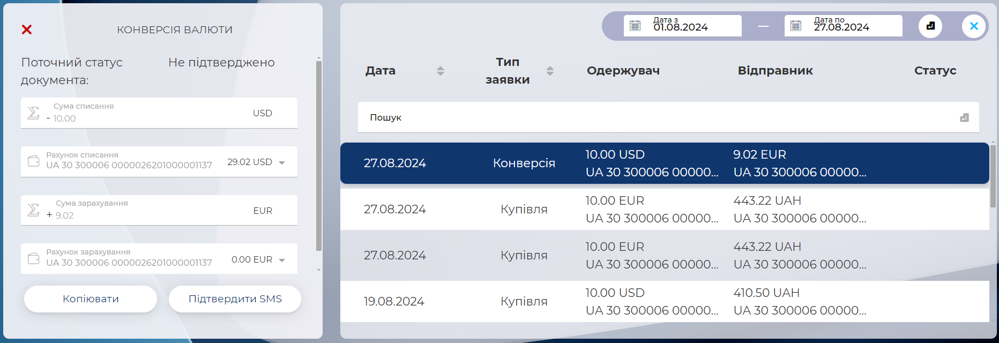 КОНВЕРСІЯ ВАЛЮТИ
Поточний статус документа:
Не підтверджено
Сума списання
- 10.00
USD
Рахунок списання
UA 30 300006 0000026201000001137
29.02 USD
Сума зарахування
+ 9.02
EUR
Рахунок зарахування
UA 30 300006 0000026201000001137
0.00 EUR
Копіювати
Підтвердити SMS
Дата з
01.08.2024
—
Дата по
27.08.2024
Дата
Тип заявки
Одержувач
Відправник
Статус
Пошук
27.08.2024
Конверсія
10.00 USD
UA 30 300006 00000...
9.02 EUR
UA 30 300006 00000...
27.08.2024
Купівля
10.00 EUR
UA 30 300006 00000...
443.22 UAH
UA 30 300006 00000...
27.08.2024
Купівля
10.00 EUR
UA 30 300006 00000...
443.22 UAH
UA 30 300006 00000...
19.08.2024
Купівля
10.00 USD
UA 30 300006 00000...
410.50 UAH
UA 30 300006 00000...